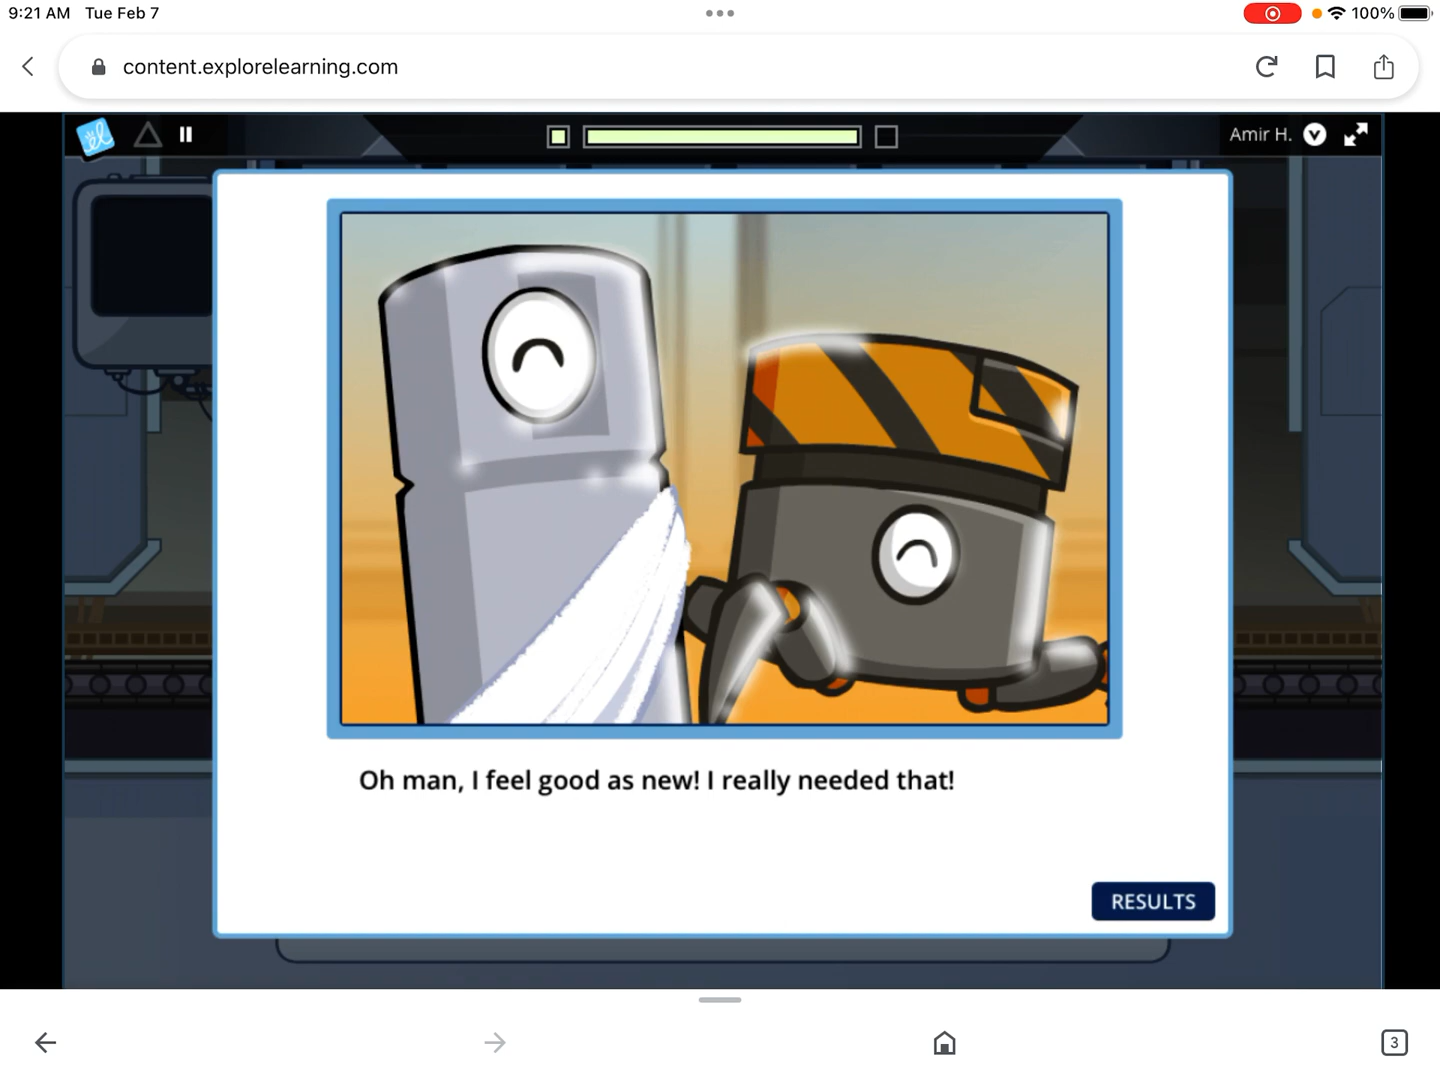 9:21 AM Tue Feb 7
100%
content.explorelearning.com
el
Amir H.
Oh man, I feel good as new! I really needed that!
RESULTS
3